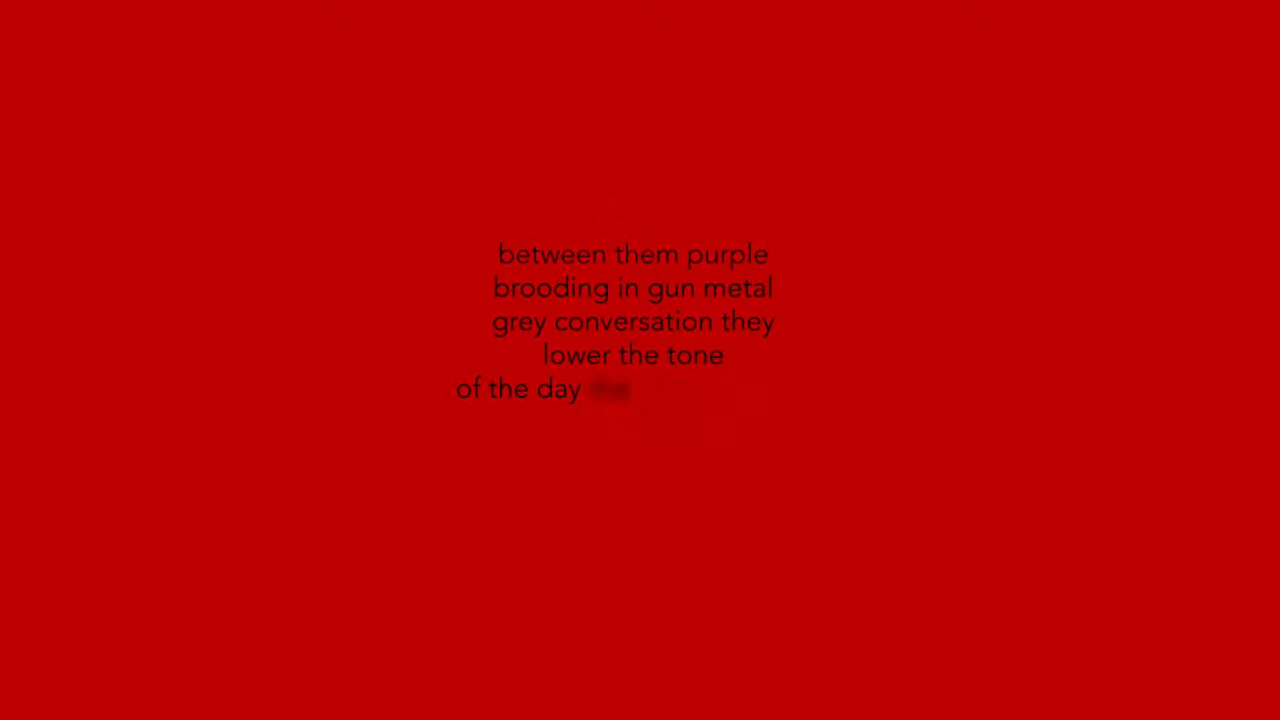 between them purple
brooding in gun metal
grey conversation they
lower the tone
of the day